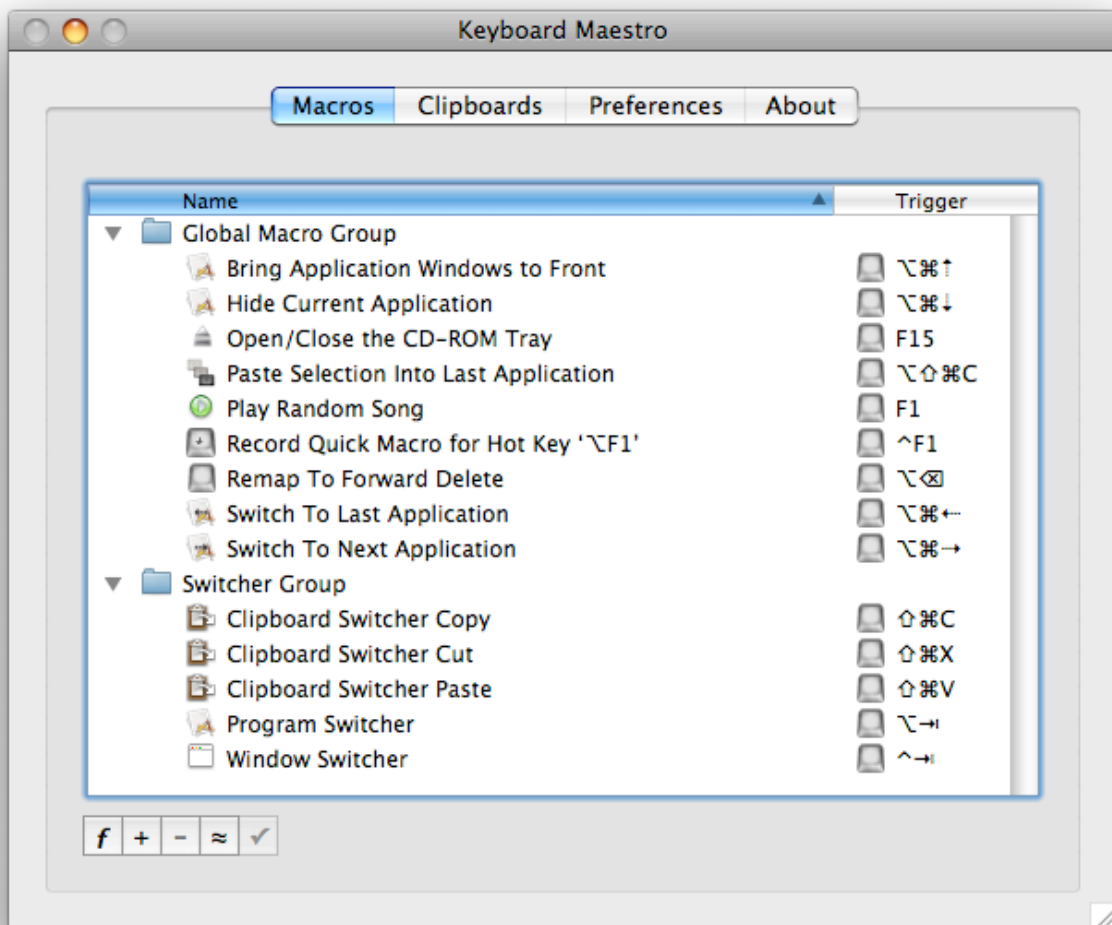 Keyboard Maestro
Macros Clipboards Preferences About
Name Trigger
Global Macro Group
Bring Application Windows to Front ⌥⌘↑
Hide Current Application ⌥⌘↓
Open/Close the CD-ROM Tray F15
Paste Selection Into Last Application ⌥⇧⌘C
Play Random Song F1
Record Quick Macro for Hot Key ‘⌥F1’ ^F1
Remap To Forward Delete ⌥⌫
Switch To Last Application ⌥⌘←
Switch To Next Application ⌥⌘→
Switcher Group
Clipboard Switcher Copy ⇧⌘C
Clipboard Switcher Cut ⇧⌘X
Clipboard Switcher Paste ⇧⌘V
Program Switcher ⌥⇥
Window Switcher ^⇥
f + - ≈ ✓